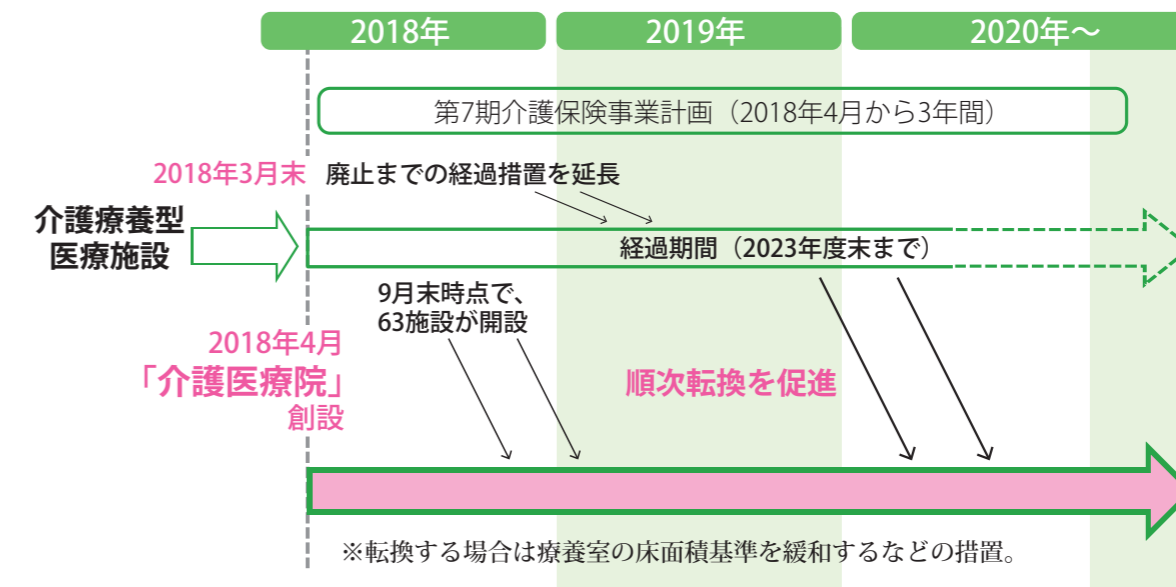 2018年
2019年
2020年〜
第7期介護保険事業計画（2018年4月から3年間）
2018年3月末
廃止までの経過措置を延長
介護療養型
医療施設
経過期間（2023年度末まで）
9月末時点で、
63施設が開設
2018年4月
「介護医療院」
創設
順次転換を促進
※転換する場合は療養室の床面積基準を緩和するなどの措置。